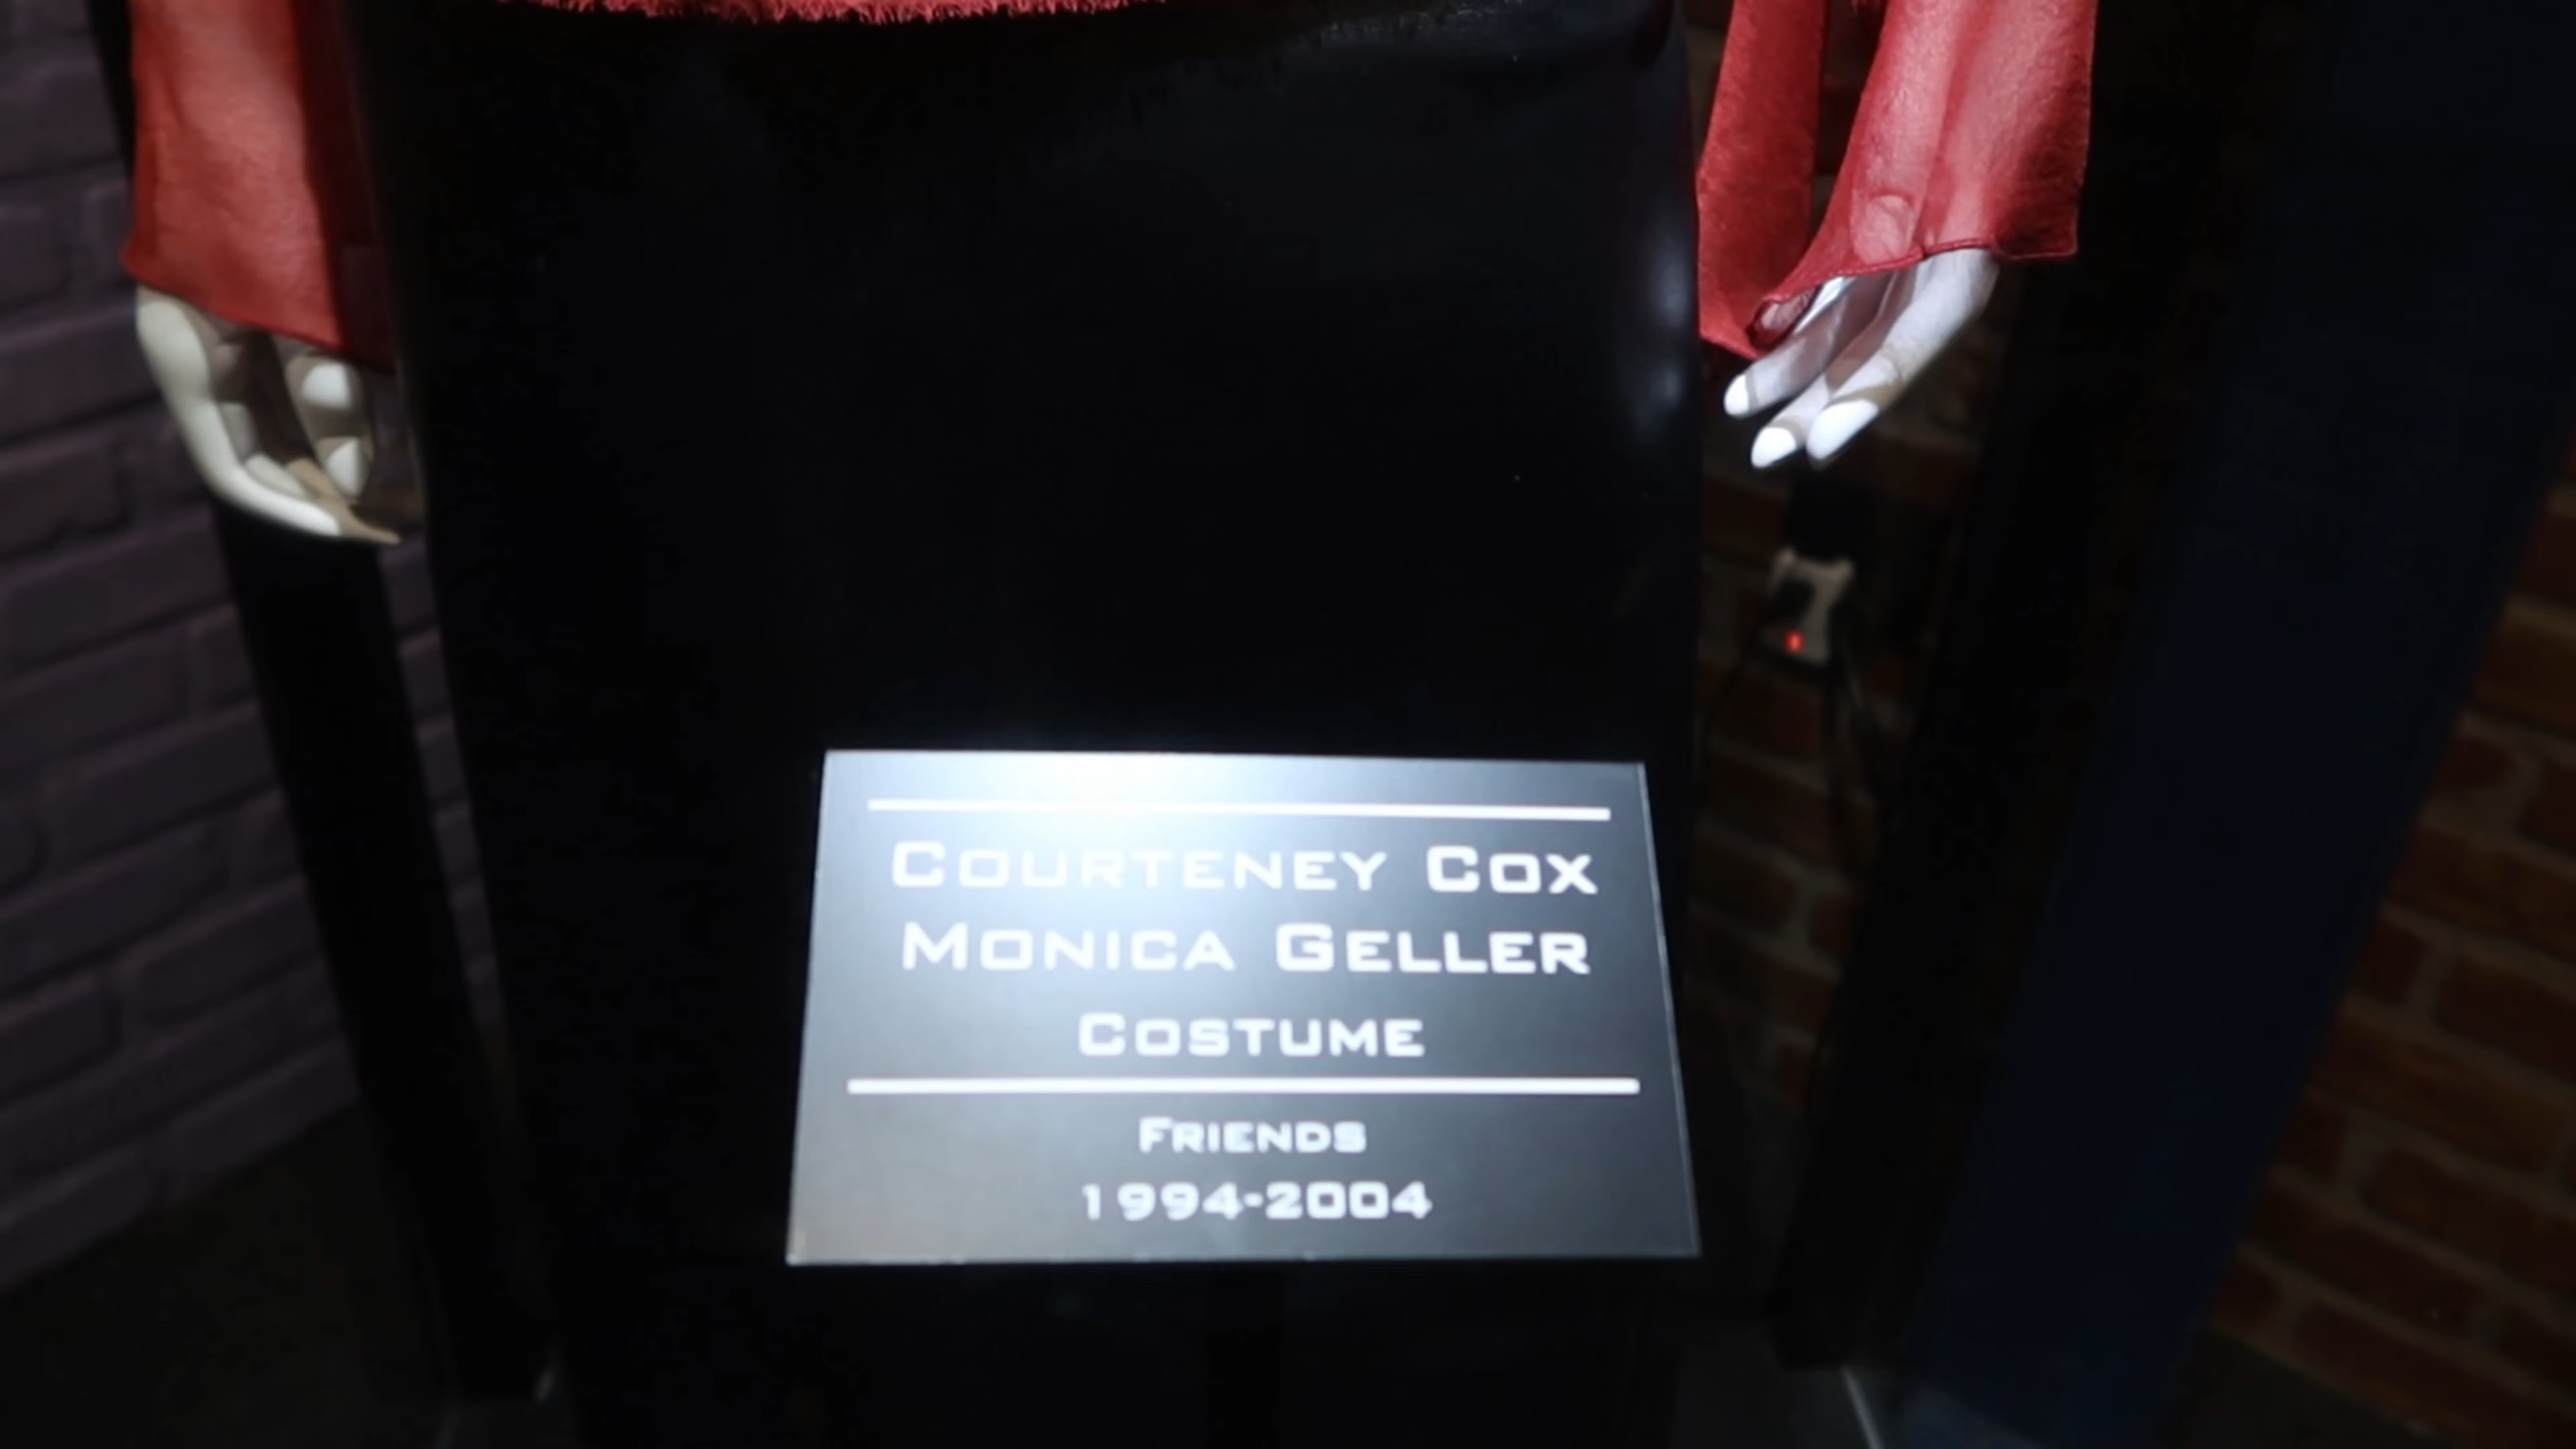 COURTENEY COX
MONICA GELLER
COSTUME
FRIENDS
1994-2004